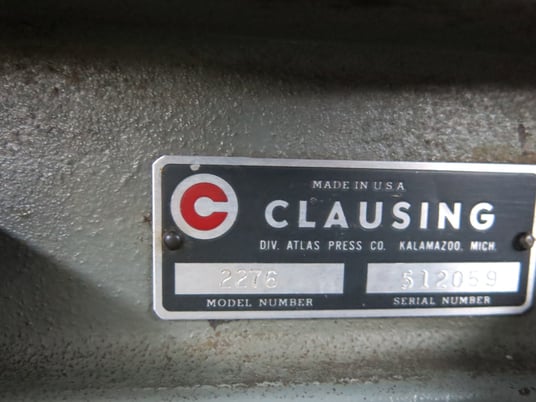 MADE IN U.S.A
C CLAUSING
DIV. ATLAS PRESS CO. KALAMAZOO, MICH.
2276 512059
MODEL NUMBER SERIAL NUMBER